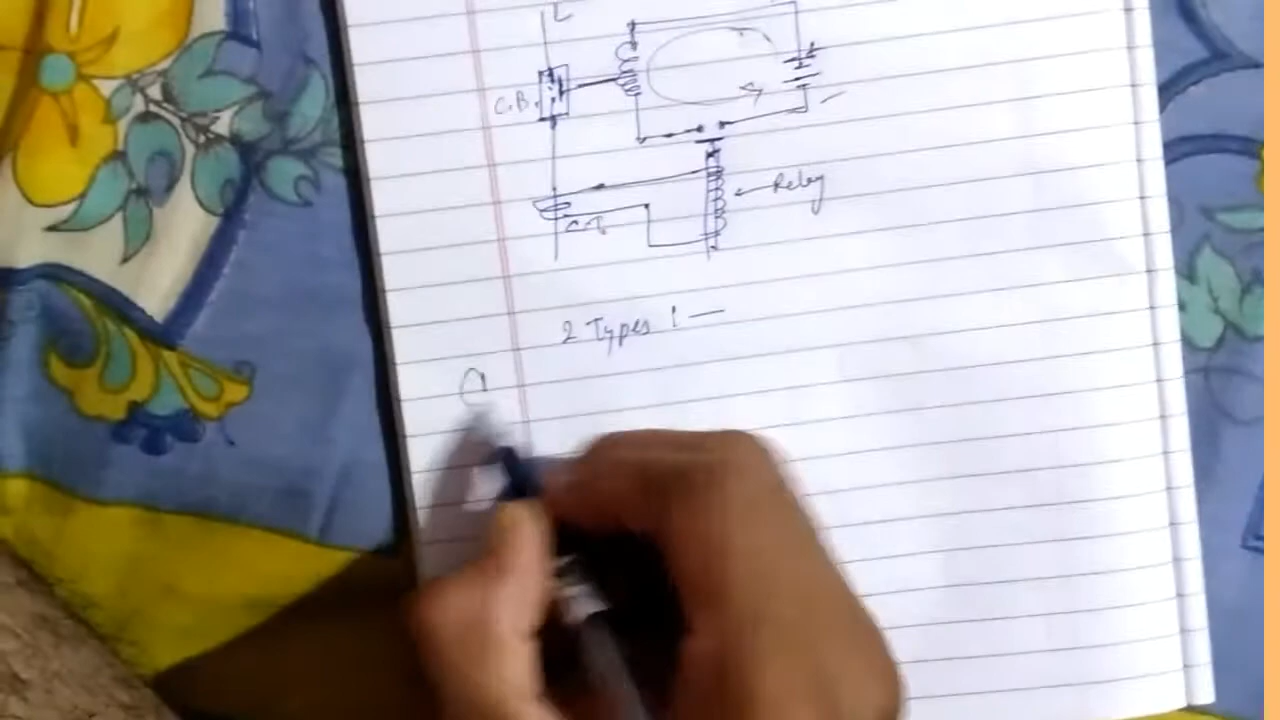 L
C.B.
Relay
C.T.
2 Types : —
C